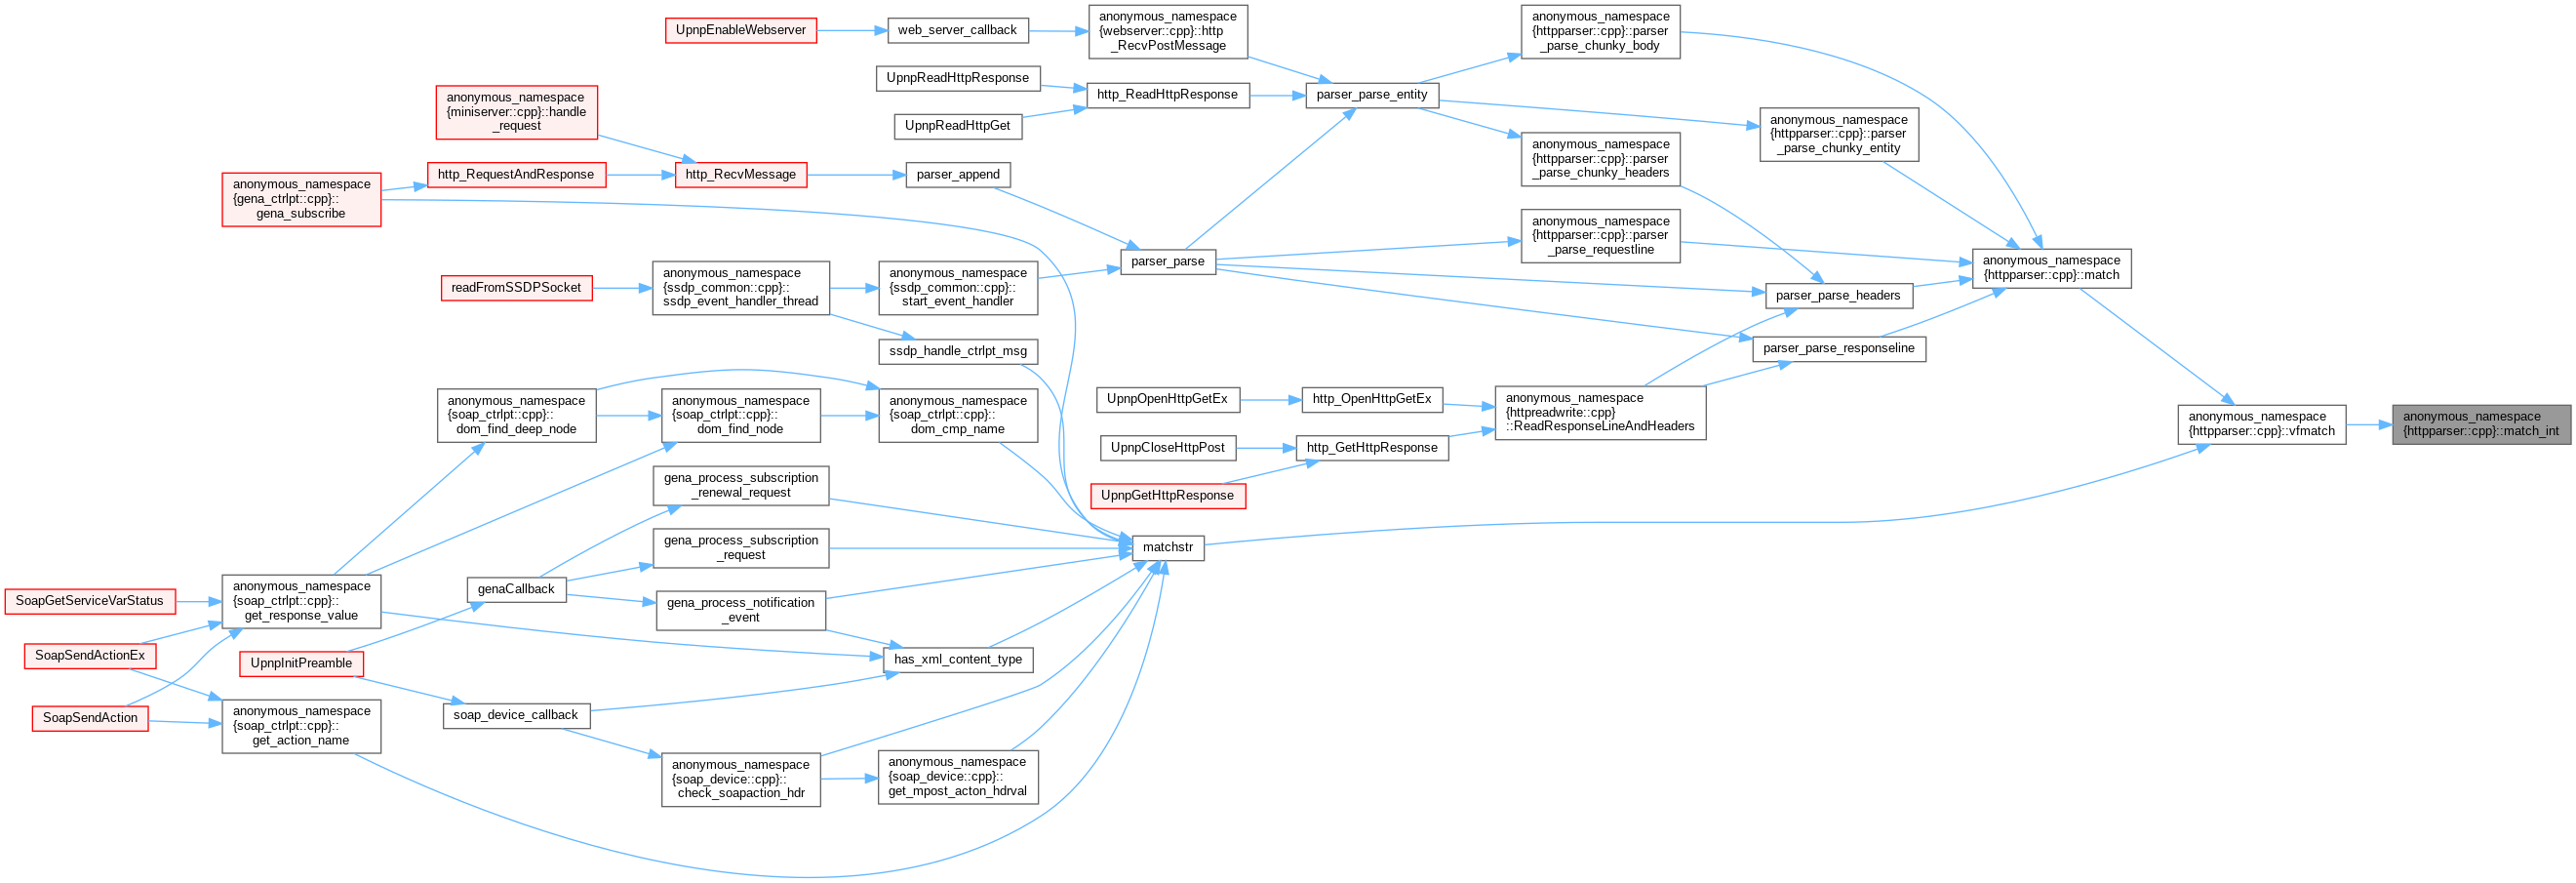 UpnpEnableWebserver
web_server_callback
anonymous_namespace
{webserver::cpp}::http
_RecvPostMessage
anonymous_namespace
{httpparser::cpp}::parser
_parse_chunky_body
UpnpReadHttpResponse
http_ReadHttpResponse
parser_parse_entity
anonymous_namespace
{miniserver::cpp}::handle
_request
UpnpReadHttpGet
anonymous_namespace
{httpparser::cpp}::parser
_parse_chunky_entity
anonymous_namespace
{httpparser::cpp}::parser
_parse_chunky_headers
http_RequestAndResponse
http_RecvMessage
parser_append
anonymous_namespace
{gena_ctrlpt::cpp}::
gena_subscribe
anonymous_namespace
{httpparser::cpp}::parser
_parse_requestline
parser_parse
anonymous_namespace
{httpparser::cpp}::match
readFromSSDPSocket
anonymous_namespace
{ssdp_common::cpp}::
ssdp_event_handler_thread
anonymous_namespace
{ssdp_common::cpp}::
start_event_handler
parser_parse_headers
ssdp_handle_ctrlpt_msg
parser_parse_responseline
anonymous_namespace
{soap_ctrlpt::cpp}::
dom_find_deep_node
anonymous_namespace
{soap_ctrlpt::cpp}::
dom_find_node
anonymous_namespace
{soap_ctrlpt::cpp}::
dom_cmp_name
UpnpOpenHttpGetEx
http_OpenHttpGetEx
anonymous_namespace
{httpreadwrite::cpp}
::ReadResponseLineAndHeaders
anonymous_namespace
{httpparser::cpp}::vfmatch
anonymous_namespace
{httpparser::cpp}::match_int
UpnpCloseHttpPost
http_GetHttpResponse
UpnpGetHttpResponse
gena_process_subscription
_renewal_request
gena_process_subscription
_request
matchstr
SoapGetServiceVarStatus
anonymous_namespace
{soap_ctrlpt::cpp}::
get_response_value
genaCallback
gena_process_notification
_event
SoapSendActionEx
UpnpInitPreamble
has_xml_content_type
SoapSendAction
anonymous_namespace
{soap_ctrlpt::cpp}::
get_action_name
soap_device_callback
anonymous_namespace
{soap_device::cpp}::
check_soapaction_hdr
anonymous_namespace
{soap_device::cpp}::
get_mpost_acton_hdrval